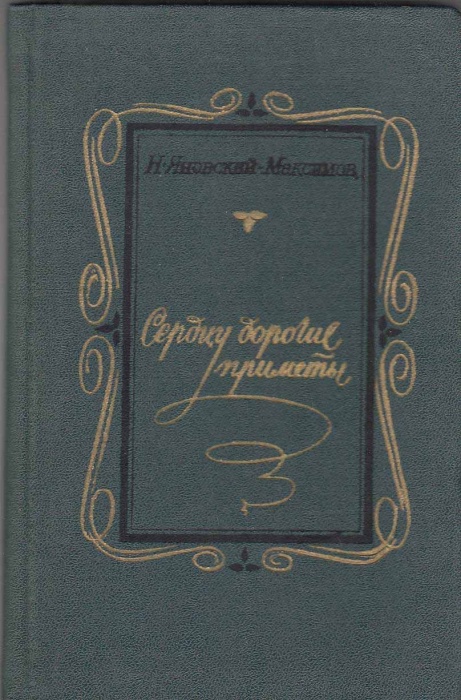 Н. Яновский-Максимов
Сердцу дорогие
приметы